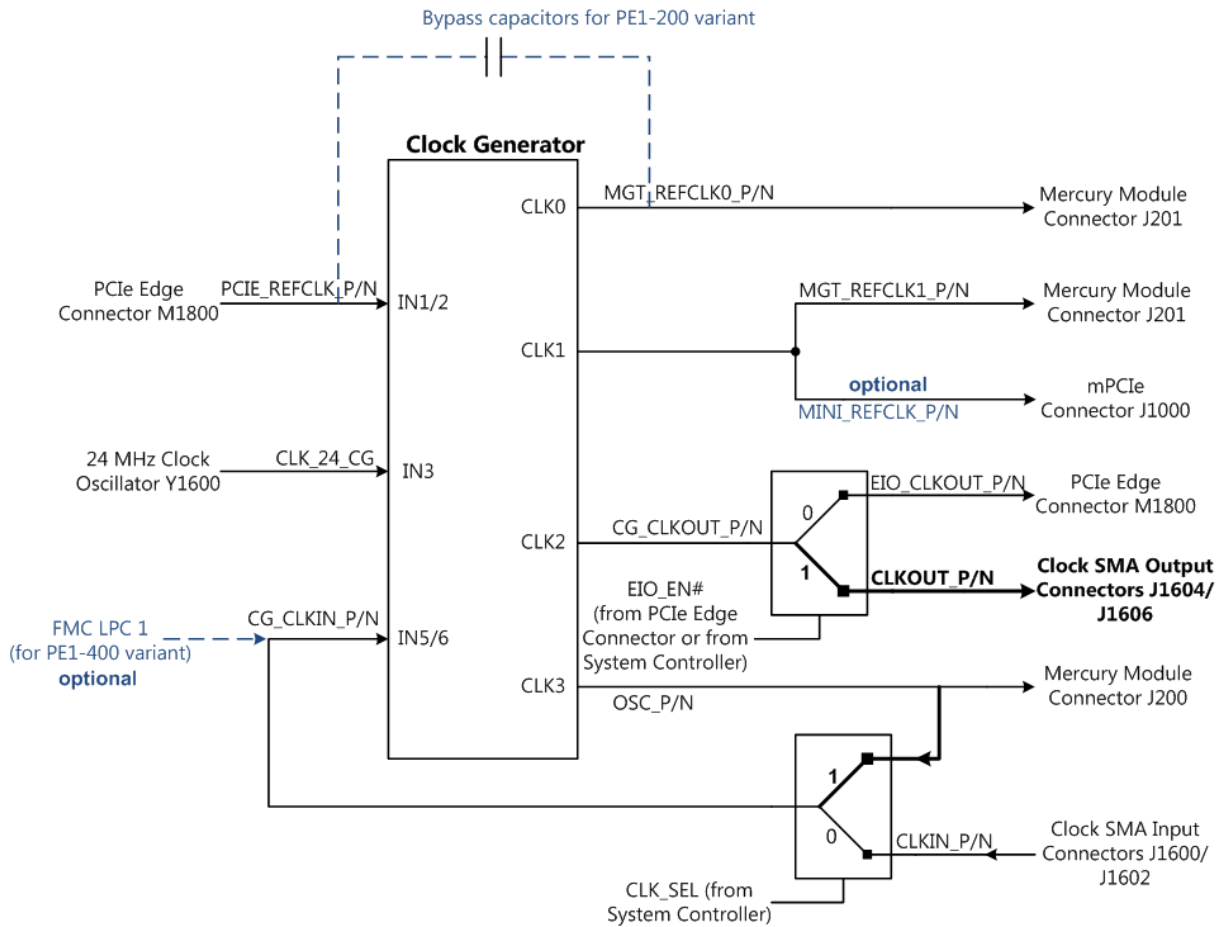 Bypass capacitors for PE1-200 variant
Clock Generator
CLK0
MGT_REFCLK0_P/N
Mercury Module
Connector J201
PCIe Edge
Connector M1800
PCIE_REFCLK_P/N
IN1/2
MGT_REFCLK1_P/N
Mercury Module
Connector J201
CLK1
optional
MINI_REFCLK_P/N
mPCIe
Connector J1000
24 MHz Clock
Oscillator Y1600
CLK_24_CG
IN3
EIO_CLKOUT_P/N
PCIe Edge
Connector M1800
0
CLK2
CG_CLKOUT_P/N
1
CLKOUT_P/N
Clock SMA Output
Connectors J1604/
J1606
EIO_EN#
(from PCIe Edge
Connector or from
System Controller)
FMC LPC 1
(for PE1-400 variant)
optional
CG_CLKIN_P/N
IN5/6
CLK3
OSC_P/N
Mercury Module
Connector J200
1
0
CLKIN_P/N
Clock SMA Input
Connectors J1600/
J1602
CLK_SEL (from
System Controller)